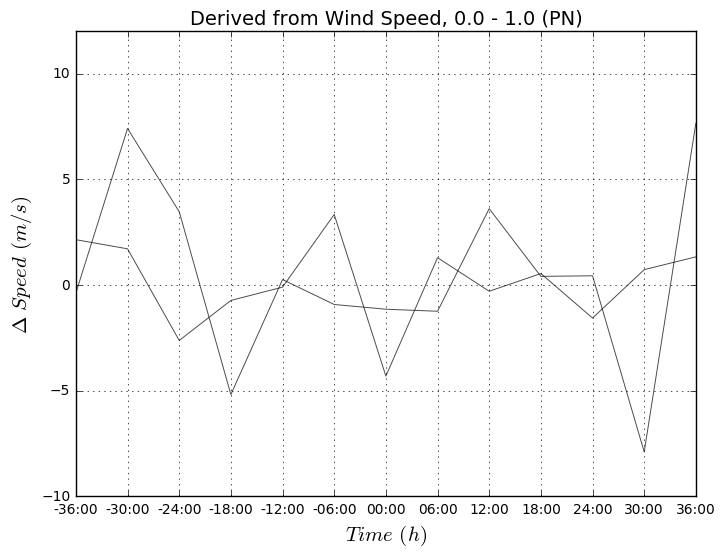 Derived from Wind Speed, 0.0 - 1.0 (PN)
10
5
0
−5
−10
Δ Speed (m/s)
-36:00 -30:00 -24:00 -18:00 -12:00 -06:00 00:00 06:00 12:00 18:00 24:00 30:00 36:00
Time (h)